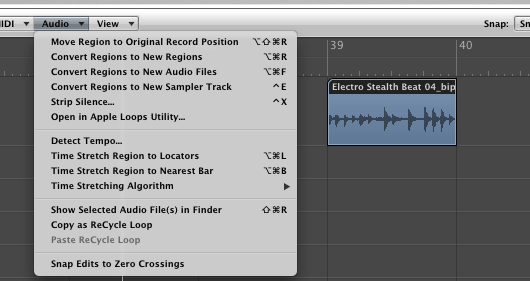 IDI Audio View Snap: Sn
39 40
Move Region to Original Record Position ⌥⇧⌘R
Convert Regions to New Regions ⌥⌘R
Convert Regions to New Audio Files ⌥⌘F
Convert Regions to New Sampler Track ^E
Strip Silence... ^X
Open in Apple Loops Utility...
Detect Tempo...
Time Stretch Region to Locators ⌥⌘L
Time Stretch Region to Nearest Bar ⌥⌘B
Time Stretching Algorithm
Show Selected Audio File(s) in Finder ⇧⌘R
Copy as ReCycle Loop
Paste ReCycle Loop
Snap Edits to Zero Crossings
Electro Stealth Beat 04_bip